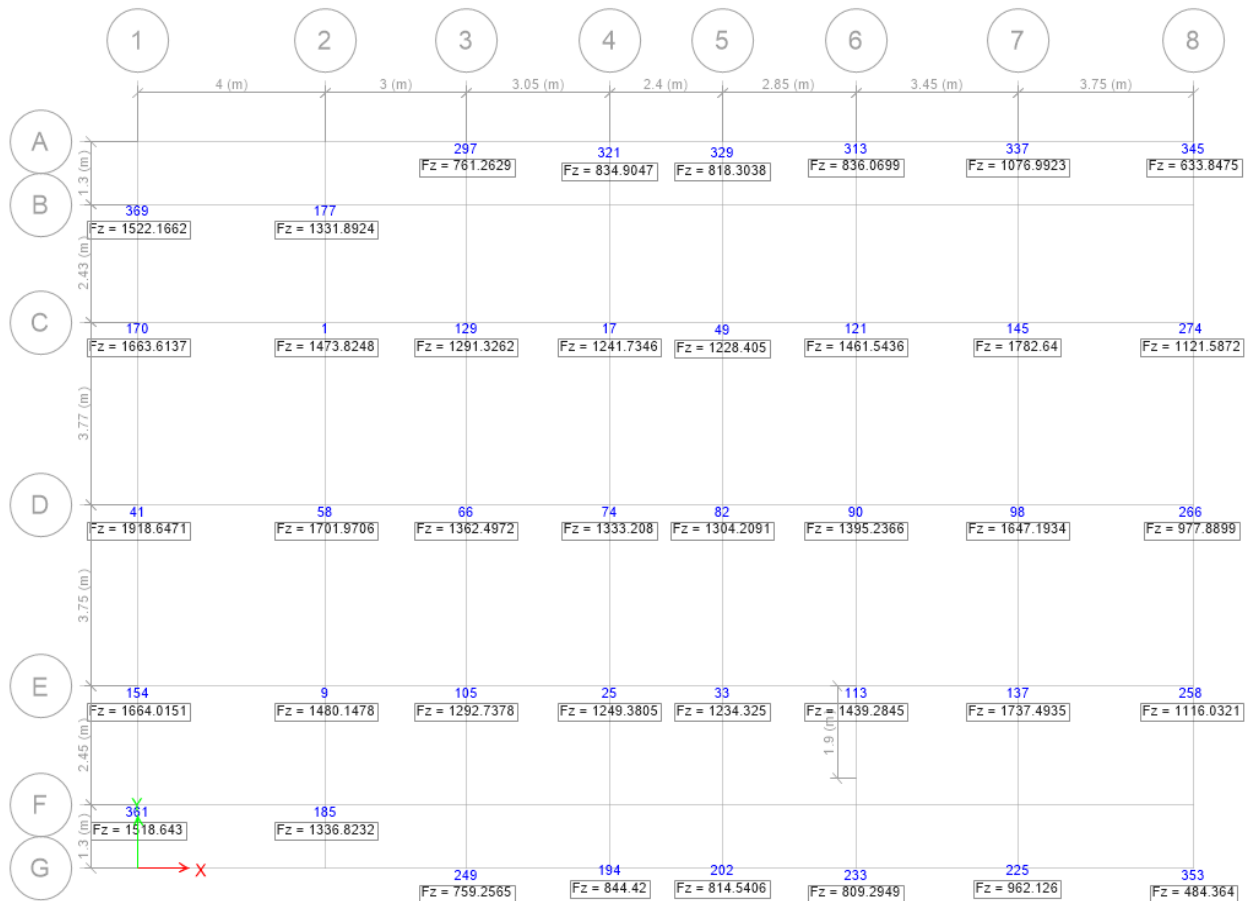 1 2 3 4 5 6 7 8
4 (m) 3 (m) 3.05 (m) 2.4 (m) 2.85 (m) 3.45 (m) 3.75 (m)
A
297 321 329 313 337 345
Fz = 761.2629 Fz = 834.9047 Fz = 818.3038 Fz = 836.0699 Fz = 1076.9923 Fz = 633.8475
1.3 (m)
B
369 177
Fz = 1522.1662 Fz = 1331.8924
2.43 (m)
C
170 1 129 17 49 121 145 274
Fz = 1663.6137 Fz = 1473.8248 Fz = 1291.3262 Fz = 1241.7346 Fz = 1228.405 Fz = 1461.5436 Fz = 1782.64 Fz = 1121.5872
3.77 (m)
D
41 58 66 74 82 90 98 266
Fz = 1918.6471 Fz = 1701.9706 Fz = 1362.4972 Fz = 1333.208 Fz = 1304.2091 Fz = 1395.2366 Fz = 1647.1934 Fz = 977.8899
3.75 (m)
E
154 9 105 25 33 113 137 258
Fz = 1664.0151 Fz = 1480.1478 Fz = 1292.7378 Fz = 1249.3805 Fz = 1234.325 Fz = 1439.2845 Fz = 1737.4935 Fz = 1116.0321
2.45 (m) 1.9 (m)
F
Y
361 185
Fz = 1518.643 Fz = 1336.8232
1.3 (m)
G
X
249 194 202 233 225 353
Fz = 759.2565 Fz = 844.42 Fz = 814.5406 Fz = 809.2949 Fz = 962.126 Fz = 484.364